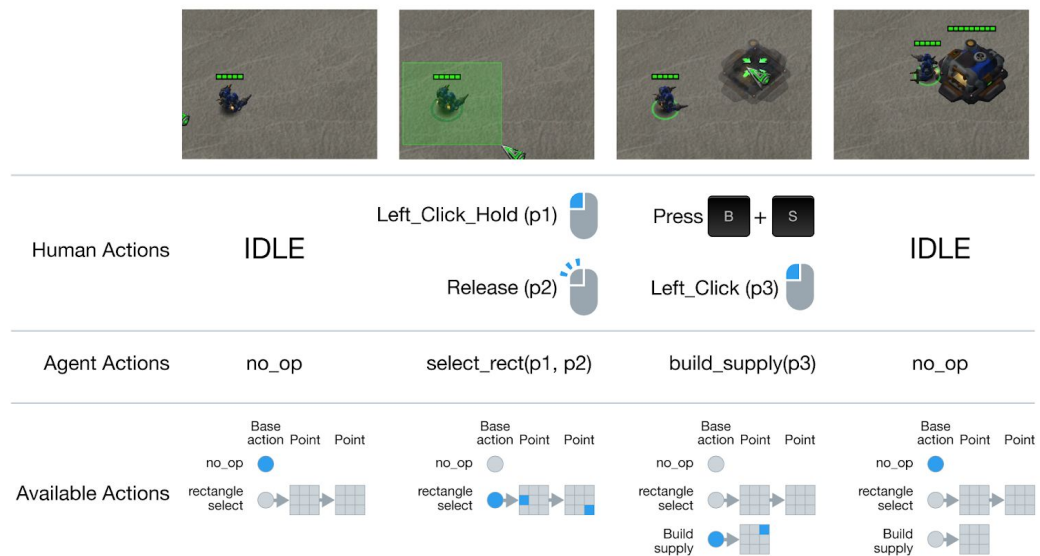 Human Actions
IDLE
Left_Click_Hold (p1)
Release (p2)
Press B + S
Left_Click (p3)
IDLE
Agent Actions
no_op
select_rect(p1, p2)
build_supply(p3)
no_op
Available Actions
Base
action Point Point
no_op
rectangle
select
Base
action Point Point
no_op
rectangle
select
Base
action Point Point
no_op
rectangle
select
Build
supply
Base
action Point Point
no_op
rectangle
select
Build
supply